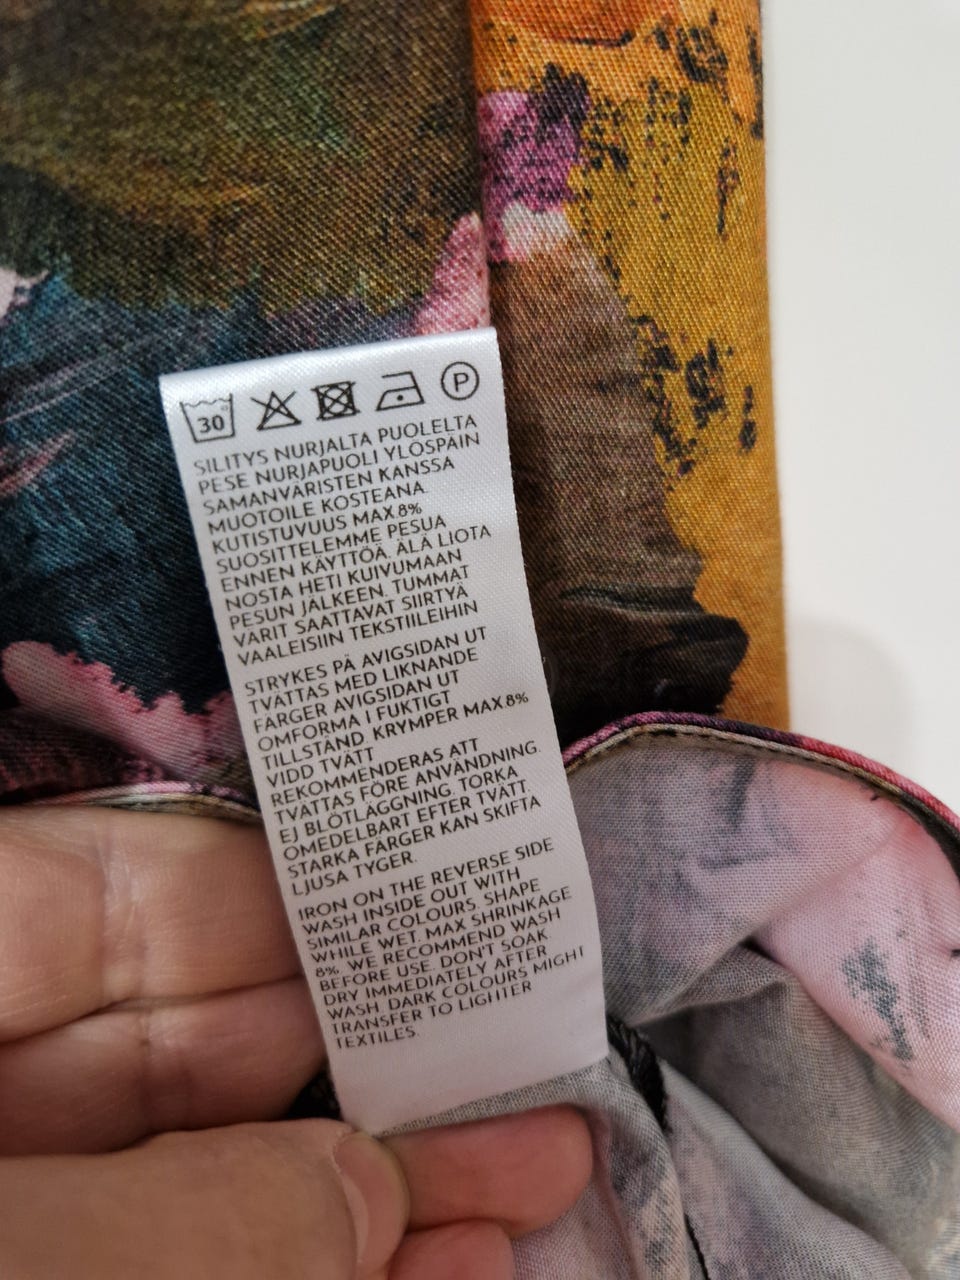 30°
P
SILITYS NURJALTA PUOLELTA
PESE NURJAPUOLI YLÖSPÄIN
SAMANVÄRISTEN KANSSA
MUOTOILE KOSTEANA.
KUTISTUVUUS MAX.8%
SUOSITTELEMME PESUA
ENNEN KÄYTTÖÄ. ÄLÄ LIOTA
NOSTA HETI KUIVUMAAN
PESUN JÄLKEEN. TUMMAT
VÄRIT SAATTAVAT SIIRTYÄ
VAALEISIIN TEKSTIILEIHIN
STRYKES PÅ AVIGSIDAN UT
TVÄTTAS MED LIKNANDE
FÄRGER AVIGSIDAN UT
OMFORMA I FUKTIGT
TILLSTÅND. KRYMPER MAX.8%
VIDD TVÄTT
REKOMMENDERAS ATT
TVÄTTAS FÖRE ANVÄNDNING.
EJ BLÖTLÄGGNING. TORKA
OMEDELBART EFTER TVÄTT.
STARKA FÄRGER KAN SKIFTA
LJUSA TYGER.
IRON ON THE REVERSE SIDE
WASH INSIDE OUT WITH
SIMILAR COLOURS. SHAPE
WHILE WET. MAX SHRINKAGE
8%. WE RECOMMEND WASH
BEFORE USE. DON'T SOAK
DRY IMMEDIATELY AFTER
WASH. DARK COLOURS MIGHT
TRANSFER TO LIGHTER
TEXTILES.